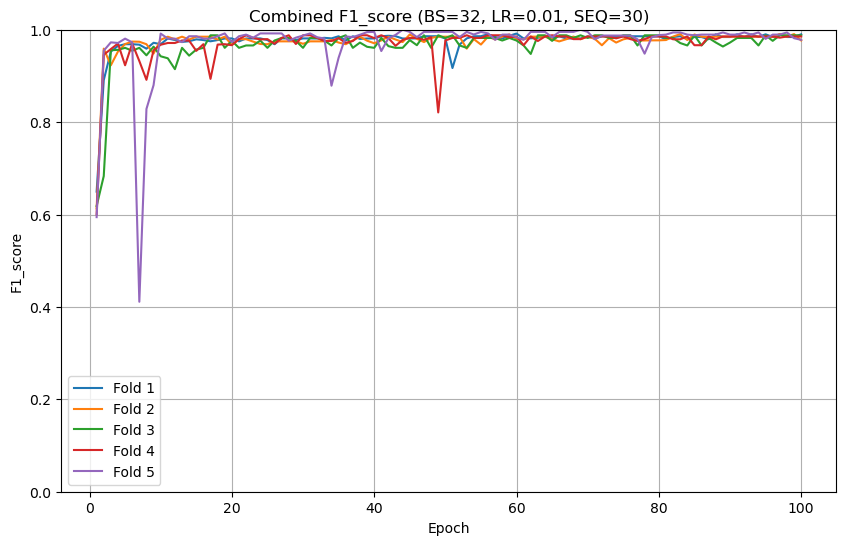 Combined F1_score (BS=32, LR=0.01, SEQ=30)
1.0
0.8
0.6
0.4
0.2
0.0
F1_score
Fold 1
Fold 2
Fold 3
Fold 4
Fold 5
0 20 40 60 80 100
Epoch